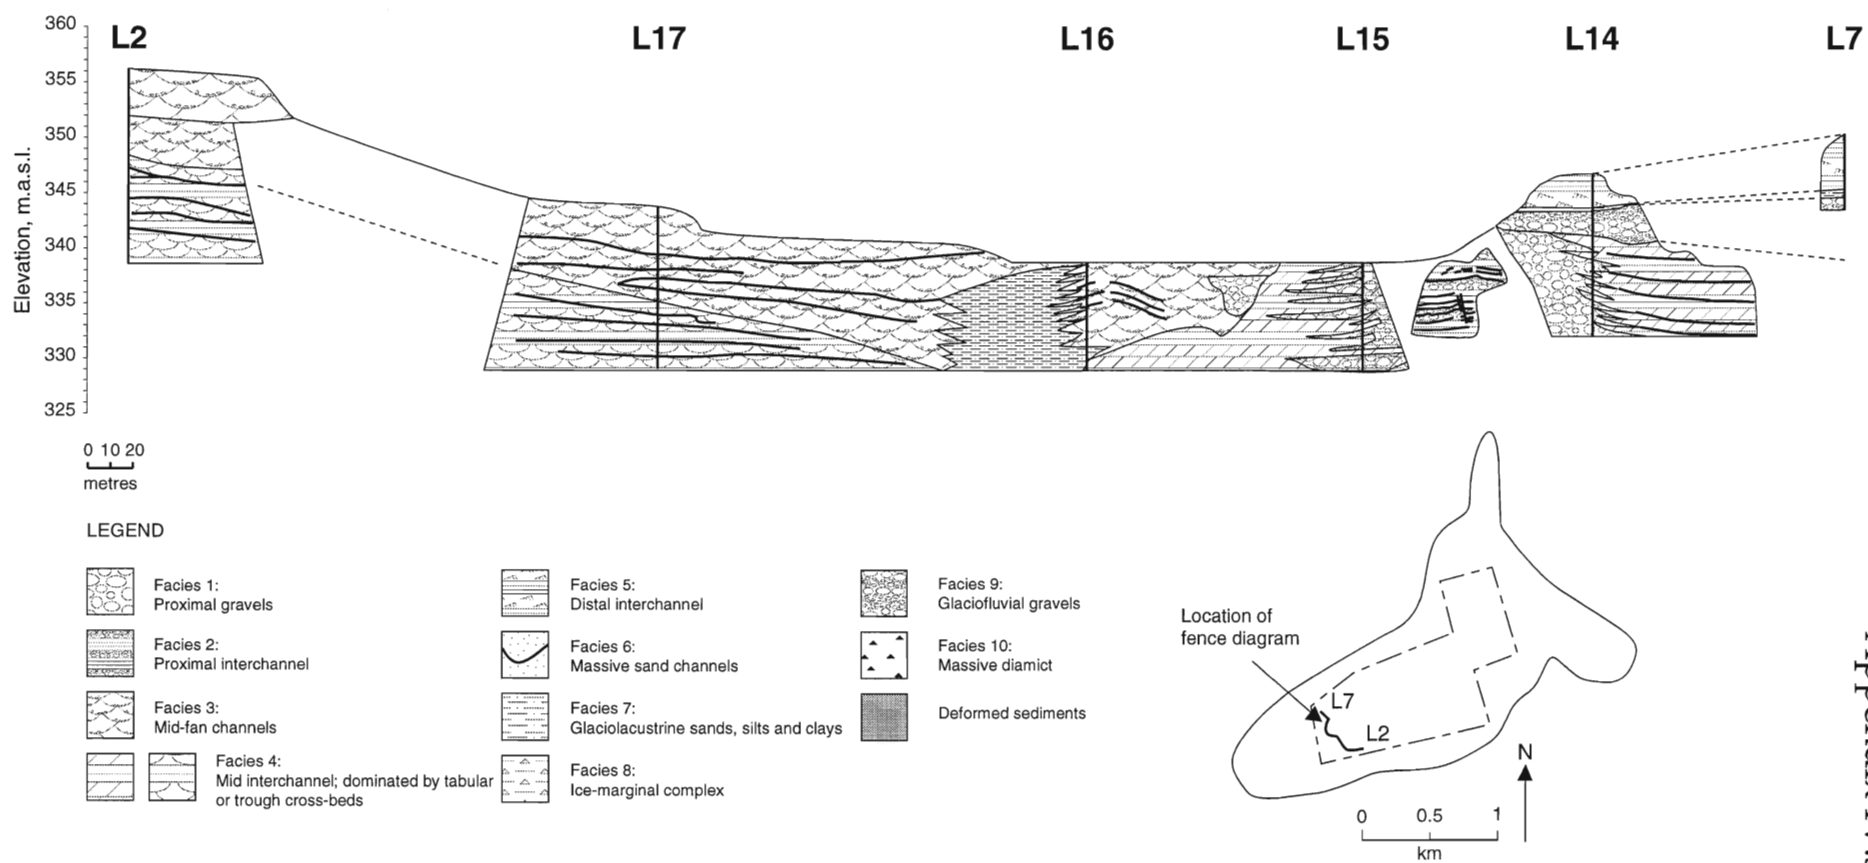 L2 L17 L16 L15 L14 L7
360
355
350
345
340
335
330
325
Elevation, m.a.s.l.
0 10 20
metres
LEGEND
Facies 1:
Proximal gravels
Facies 2:
Proximal interchannel
Facies 3:
Mid-fan channels
Facies 4:
Mid interchannel; dominated by tabular
or trough cross-beds
Facies 5:
Distal interchannel
Facies 6:
Massive sand channels
Facies 7:
Glaciolacustrine sands, silts and clays
Facies 8:
Ice-marginal complex
Facies 9:
Glaciofluvial gravels
Facies 10:
Massive diamict
Deformed sediments
Location of
fence diagram
L7
L2
N
0 0.5 1
km